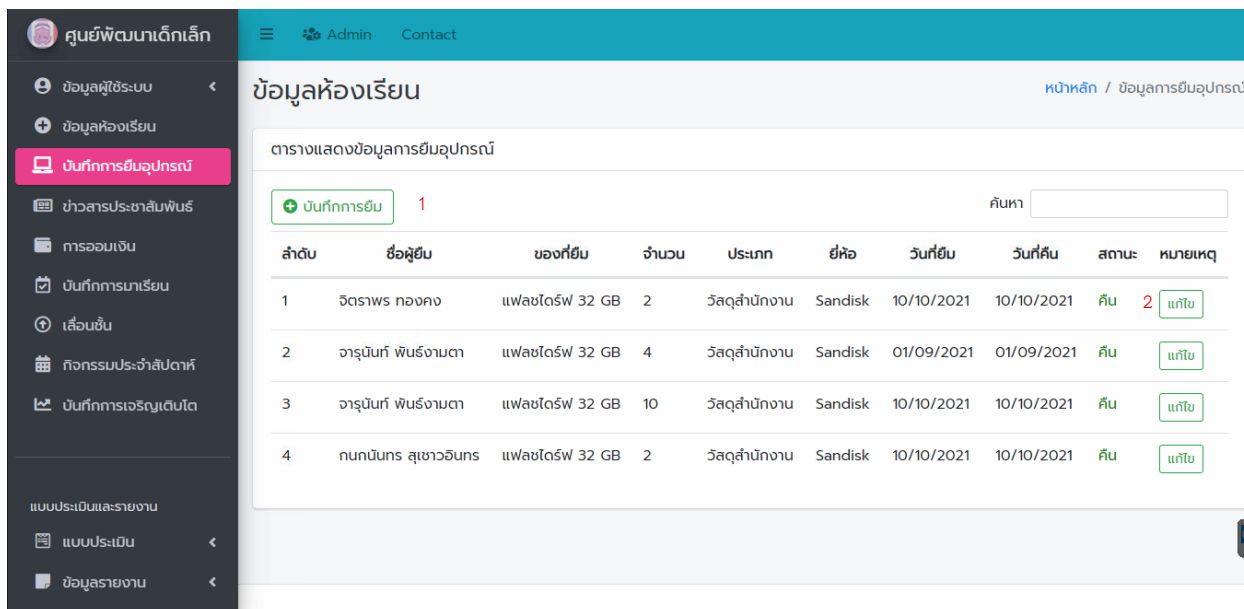 ศูนย์พัฒนาเด็กเล็ก
Admin Contact
ข้อมูลผู้ใช้ระบบ
ข้อมูลห้องเรียน
บันทึกการยืมอุปกรณ์
ข่าวสารประชาสัมพันธ์
การออมเงิน
บันทึกการมาเรียน
เลื่อนชั้น
กิจกรรมประจำสัปดาห์
บันทึกการเจริญเติบโต
แบบประเมินและรายงาน
แบบประเมิน
ข้อมูลรายงาน
ข้อมูลห้องเรียน
หน้าหลัก / ข้อมูลการยืมอุปกรณ์
ตารางแสดงข้อมูลการยืมอุปกรณ์
บันทึกการยืม 1 ค้นหา
ลำดับ ชื่อผู้ยืม ของที่ยืม จำนวน ประเภท ยี่ห้อ วันที่ยืม วันที่คืน สถานะ หมายเหตุ
1 จิตราพร ทองคง แฟลชไดร์ฟ 32 GB 2 วัสดุสำนักงาน Sandisk 10/10/2021 10/10/2021 คืน 2 แก้ไข
2 จารุนันท์ พันธ์งามตา แฟลชไดร์ฟ 32 GB 4 วัสดุสำนักงาน Sandisk 01/09/2021 01/09/2021 คืน แก้ไข
3 จารุนันท์ พันธ์งามตา แฟลชไดร์ฟ 32 GB 10 วัสดุสำนักงาน Sandisk 10/10/2021 10/10/2021 คืน แก้ไข
4 กนกนันทร สุเชาวอินทร แฟลชไดร์ฟ 32 GB 2 วัสดุสำนักงาน Sandisk 10/10/2021 10/10/2021 คืน แก้ไข